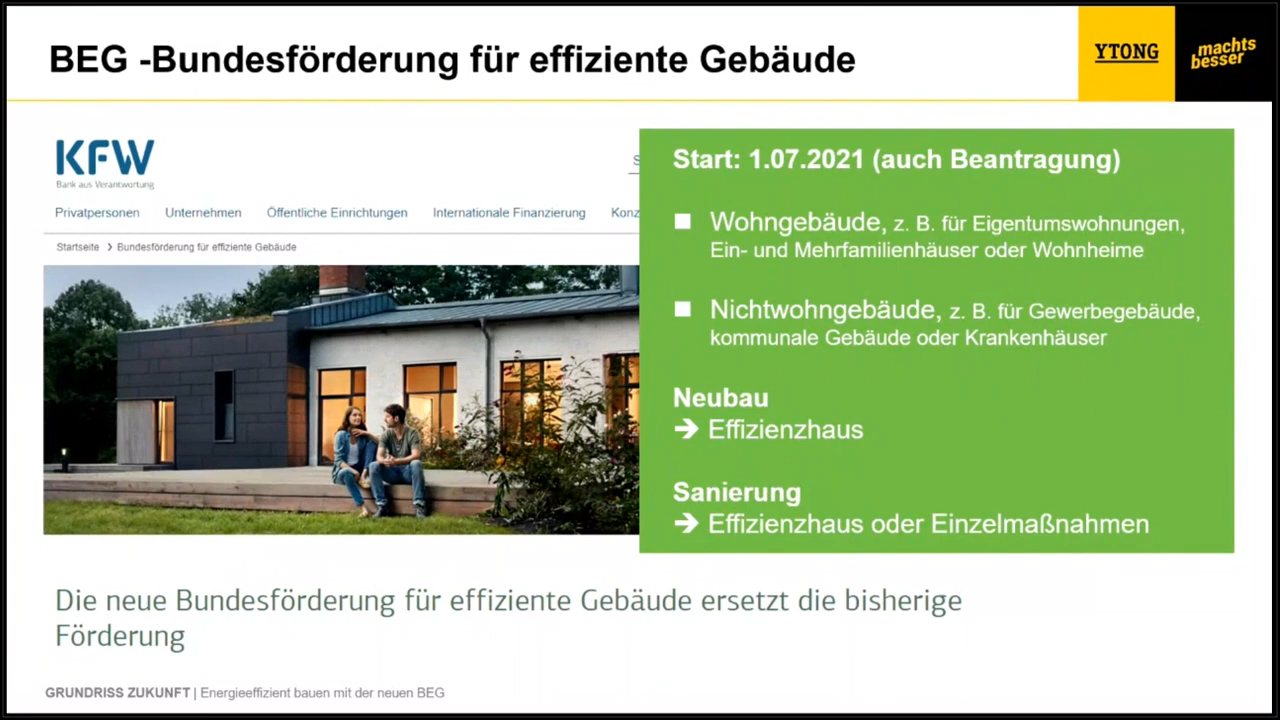 BEG -Bundesförderung für effiziente Gebäude
YTONG
machts
besser
KFW
Bank aus Verantwortung
Privatpersonen Unternehmen Öffentliche Einrichtungen Internationale Finanzierung
Startseite > Bundesförderung für effiziente Gebäude
Start: 1.07.2021 (auch Beantragung)
■ Wohngebäude, z. B. für Eigentumswohnungen,
Ein- und Mehrfamilienhäuser oder Wohnheime
■ Nichtwohngebäude, z. B. für Gewerbegebäude,
kommunale Gebäude oder Krankenhäuser
Neubau
→ Effizienzhaus
Sanierung
→ Effizienzhaus oder Einzelmaßnahmen
Die neue Bundesförderung für effiziente Gebäude ersetzt die bisherige
Förderung
GRUNDRISS ZUKUNFT | Energieeffizient bauen mit der neuen BEG